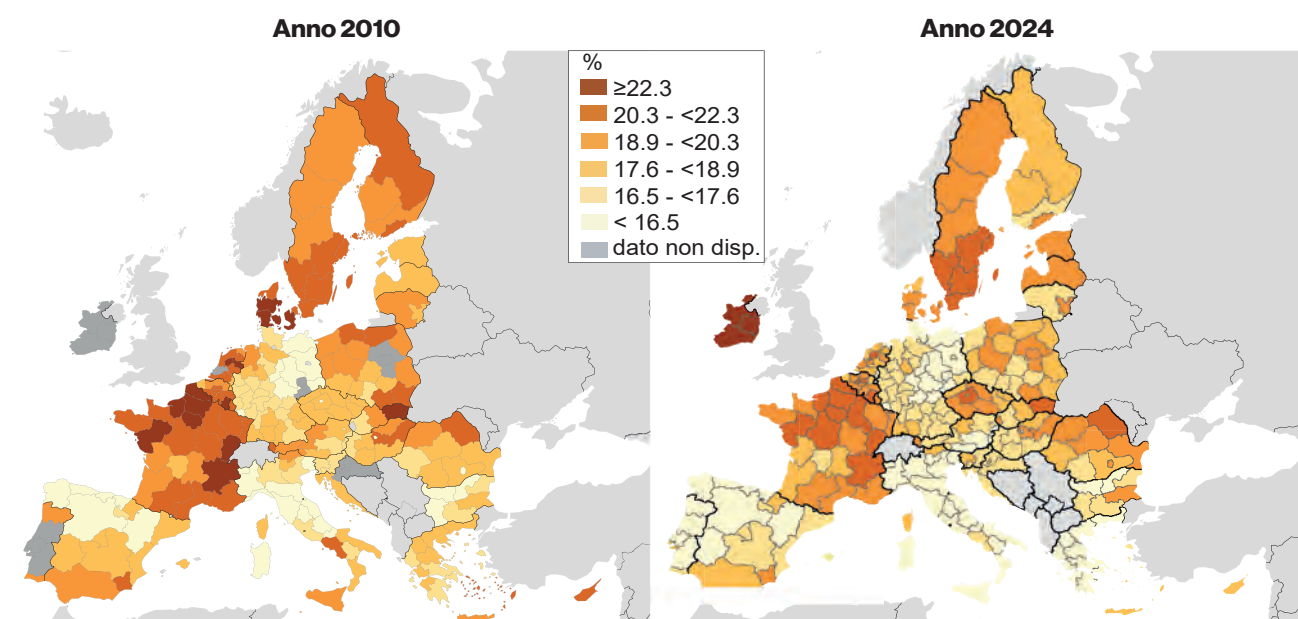 Anno 2010
Anno 2024
%
≥22.3
20.3 - <22.3
18.9 - <20.3
17.6 - <18.9
16.5 - <17.6
< 16.5
dato non disp.